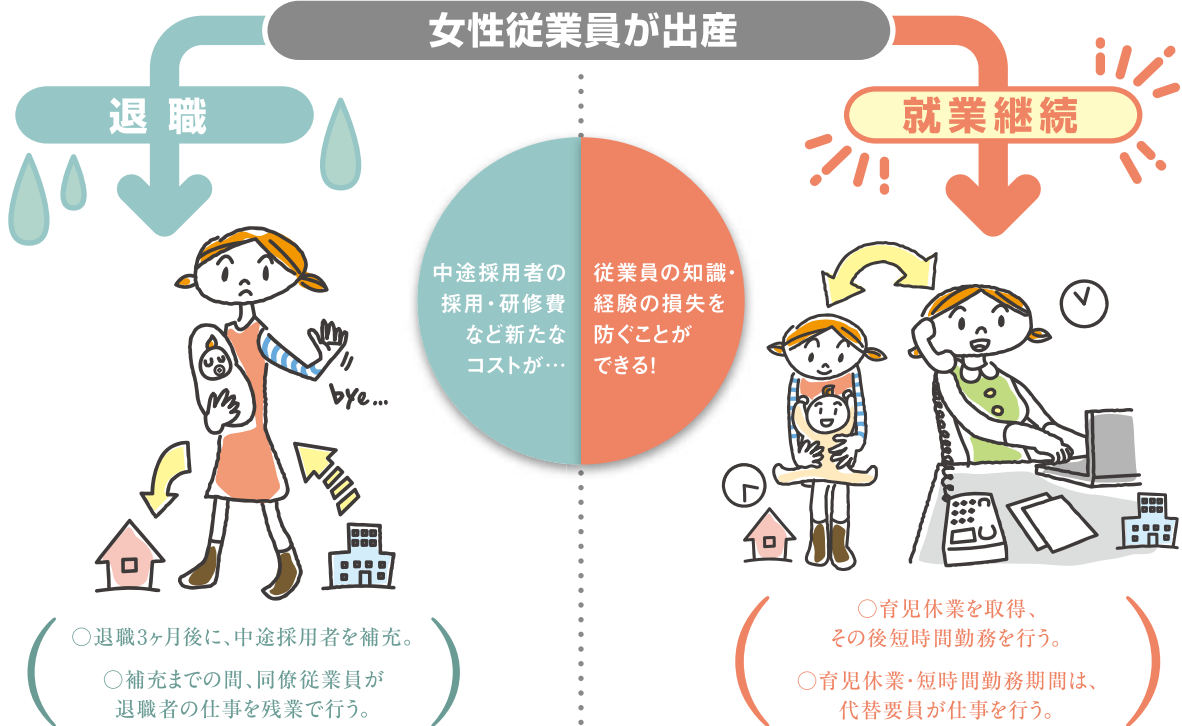 女性従業員が出産
退職
就業継続
中途採用者の
採用・研修費
など新たな
コストが…
従業員の知識・
経験の損失を
防ぐことが
できる!
bye...
○退職3ヶ月後に、中途採用者を補充。
○補充までの間、同僚従業員が
退職者の仕事を残業で行う。
○育児休業を取得、
その後短時間勤務を行う。
○育児休業・短時間勤務期間は、
代替要員が仕事を行う。